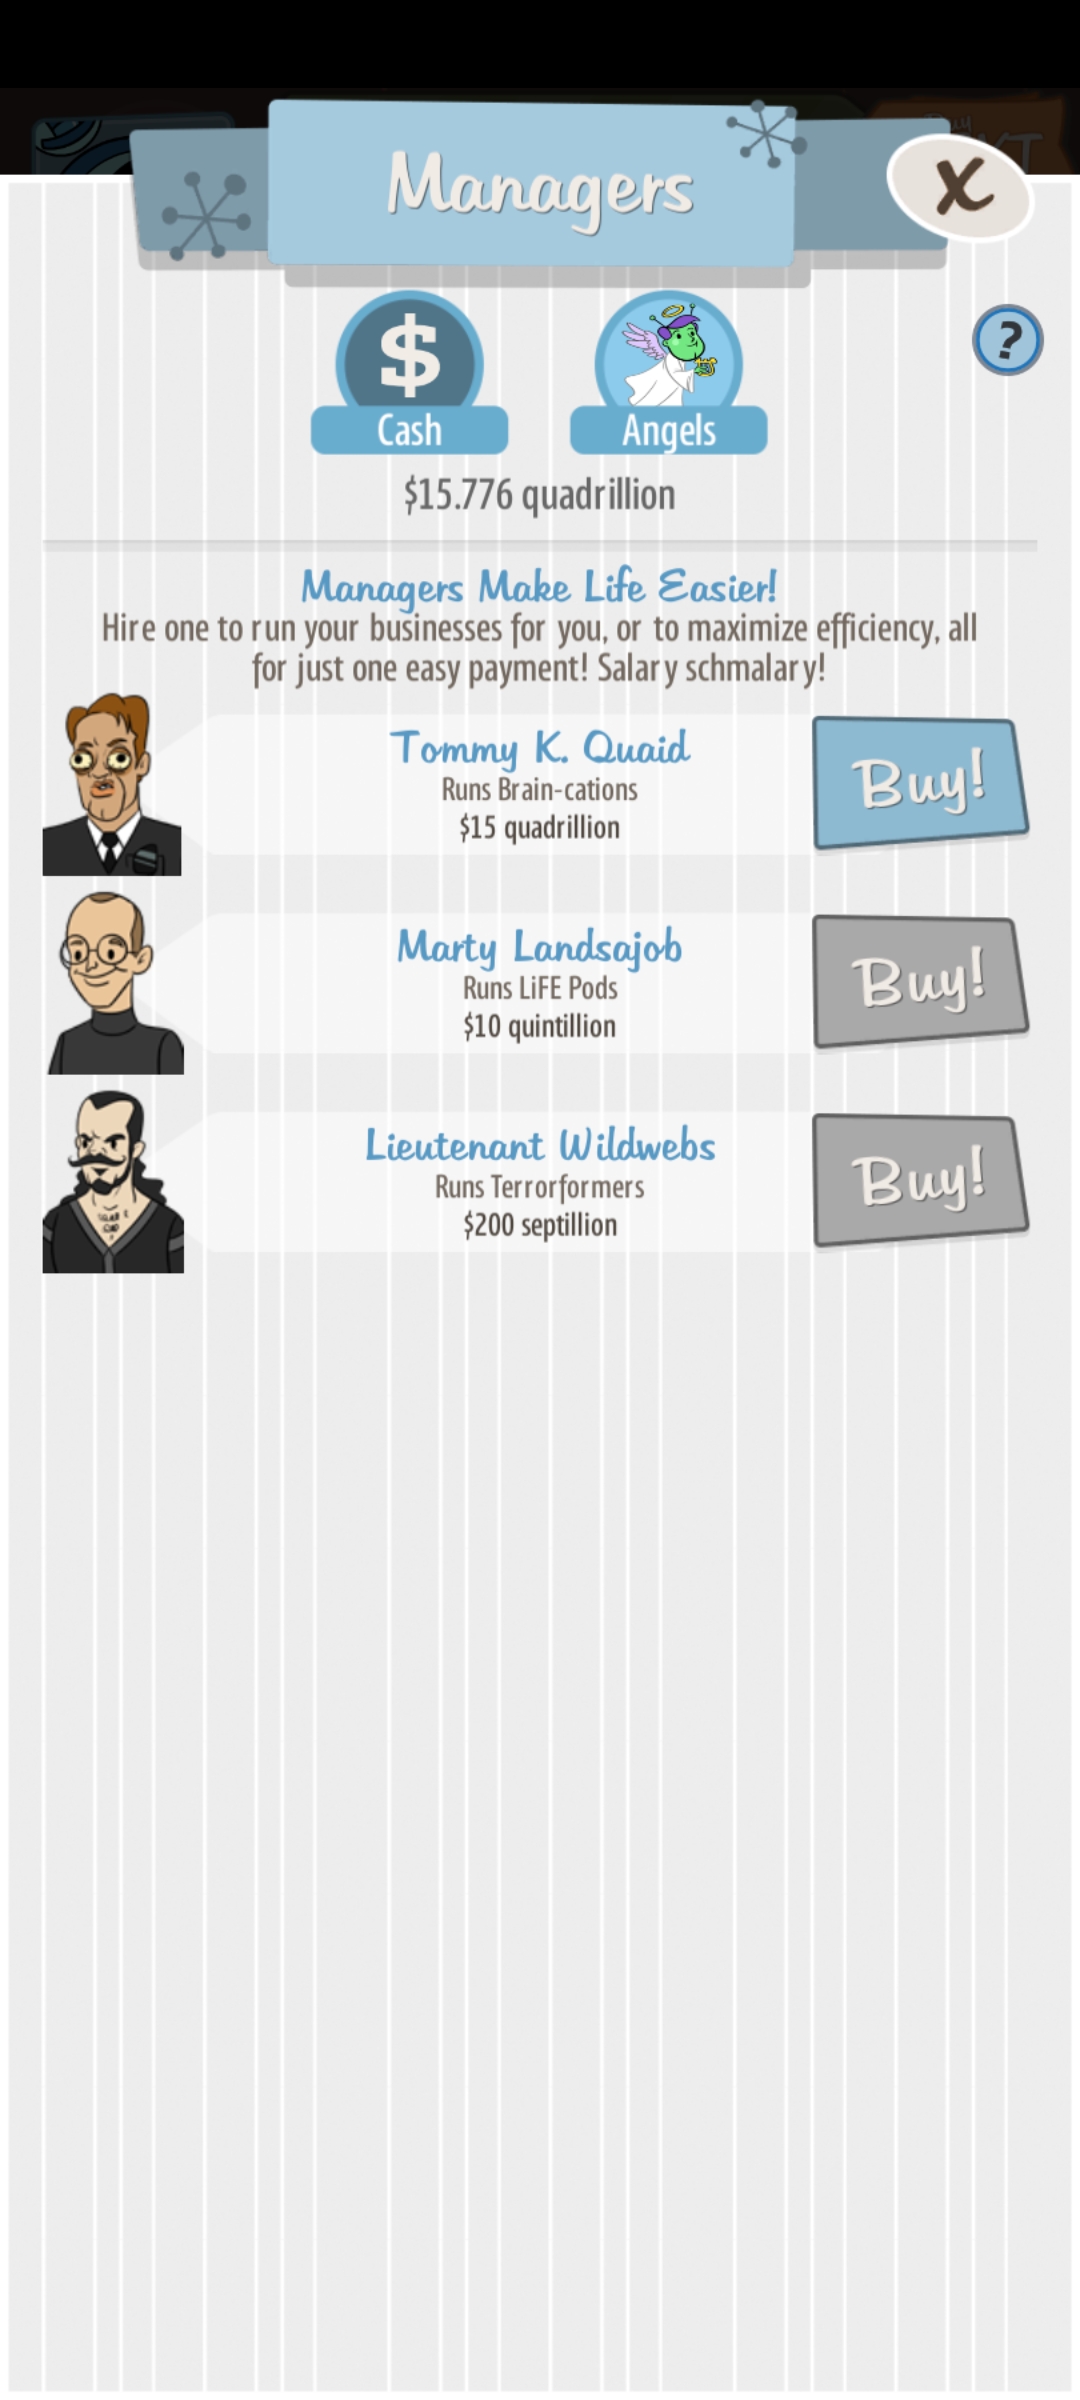 Managers
X
$
Cash
Angels
?
$15.776 quadrillion
Managers Make Life Easier!
Hire one to run your businesses for you, or to maximize efficiency, all
for just one easy payment! Salary schmalary!
Tommy K. Quaid
Runs Brain-cations
$15 quadrillion
Buy!
Marty Landsajob
Runs LiFE Pods
$10 quintillion
Buy!
Lieutenant Wildwebs
Runs Terrorformers
$200 septillion
Buy!